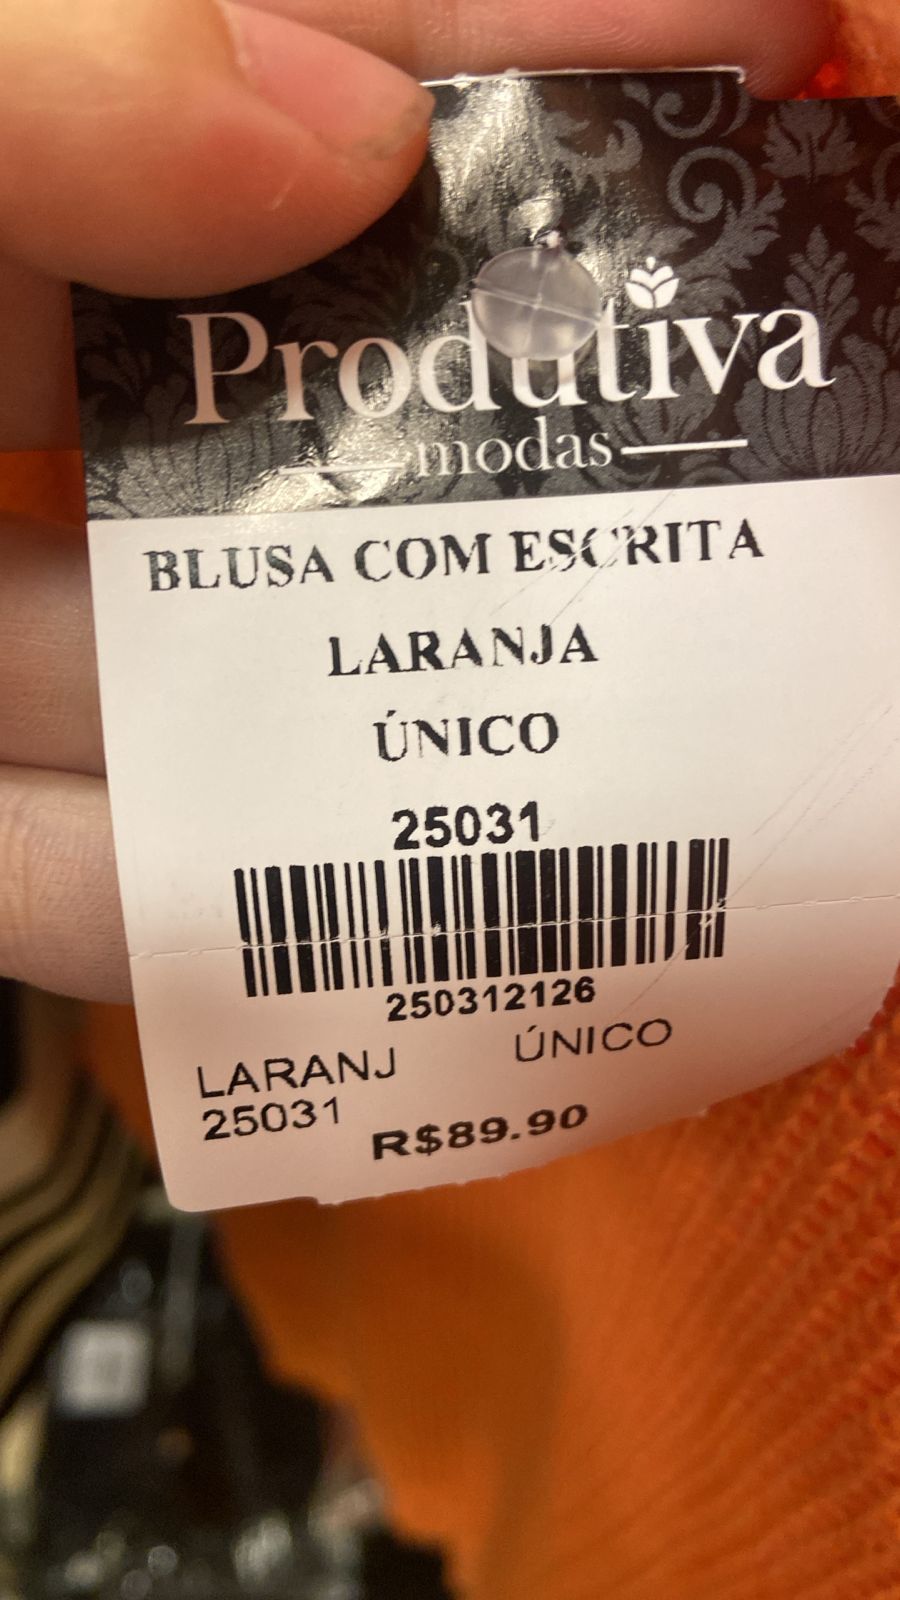 Produtiva
modas
BLUSA COM ESCRITA
LARANJA
ÚNICO
25031
250312126
LARANJ ÚNICO
25031
R$89.90